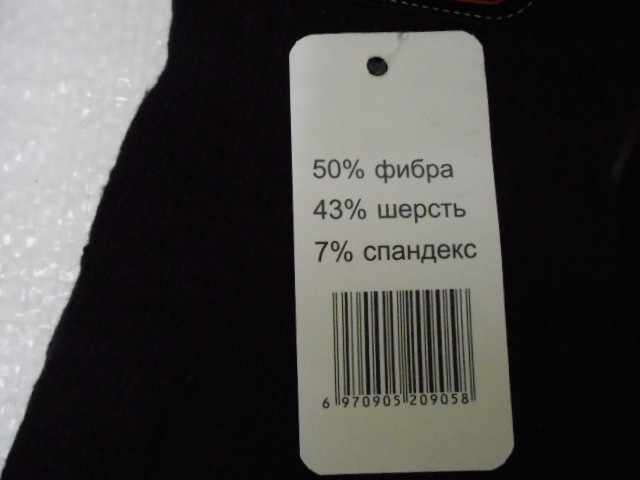 50% фибра
43% шерсть
7% спандекс
6 970905 209058